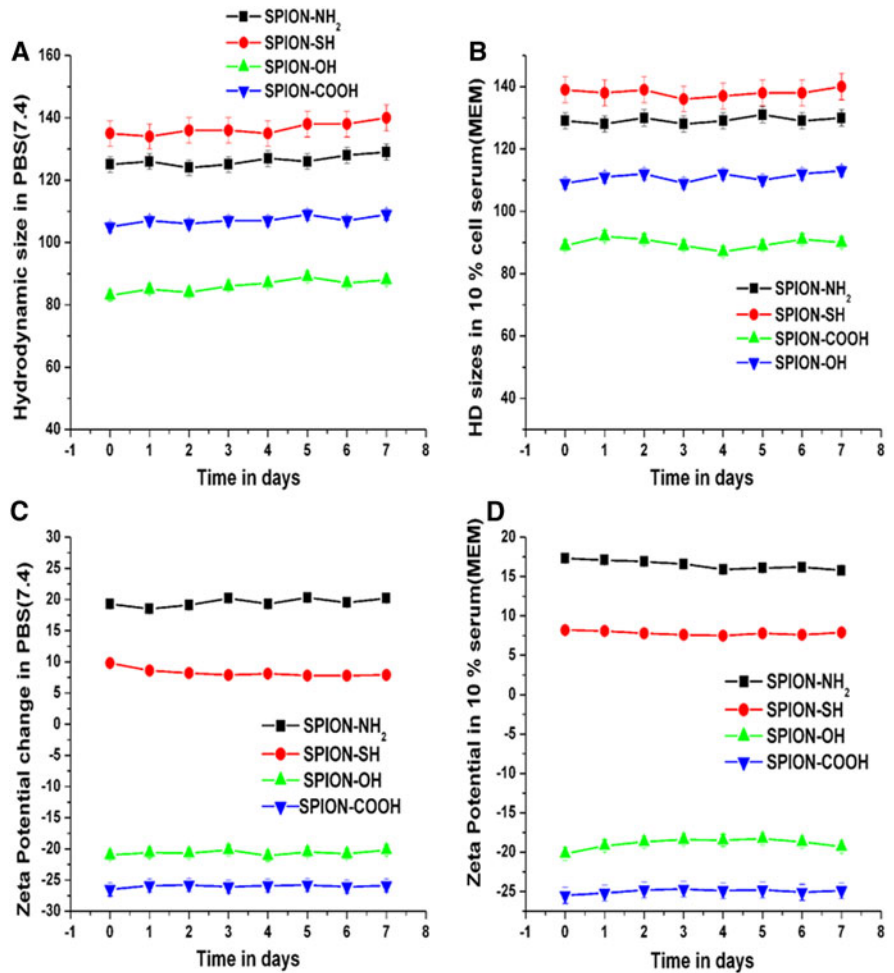 A
SPION-NH2
SPION-SH
SPION-OH
SPION-COOH
Hydrodynamic size in PBS(7.4)
160
140
120
100
80
60
40
-1 0 1 2 3 4 5 6 7 8
Time in days
B
HD sizes in 10 % cell serum(MEM)
140
120
100
80
60
40
SPION-NH2
SPION-SH
SPION-COOH
SPION-OH
-1 0 1 2 3 4 5 6 7 8
Time in days
C
Zeta Potential change in PBS(7.4)
30
25
20
15
10
5
0
-5
-10
-15
-20
-25
-30
SPION-NH2
SPION-SH
SPION-OH
SPION-COOH
-1 0 1 2 3 4 5 6 7 8
Time in days
D
Zeta Potential in 10 % serum(MEM)
20
15
10
5
0
-5
-10
-15
-20
-25
SPION-NH2
SPION-SH
SPION-OH
SPION-COOH
-1 0 1 2 3 4 5 6 7 8
Time in days